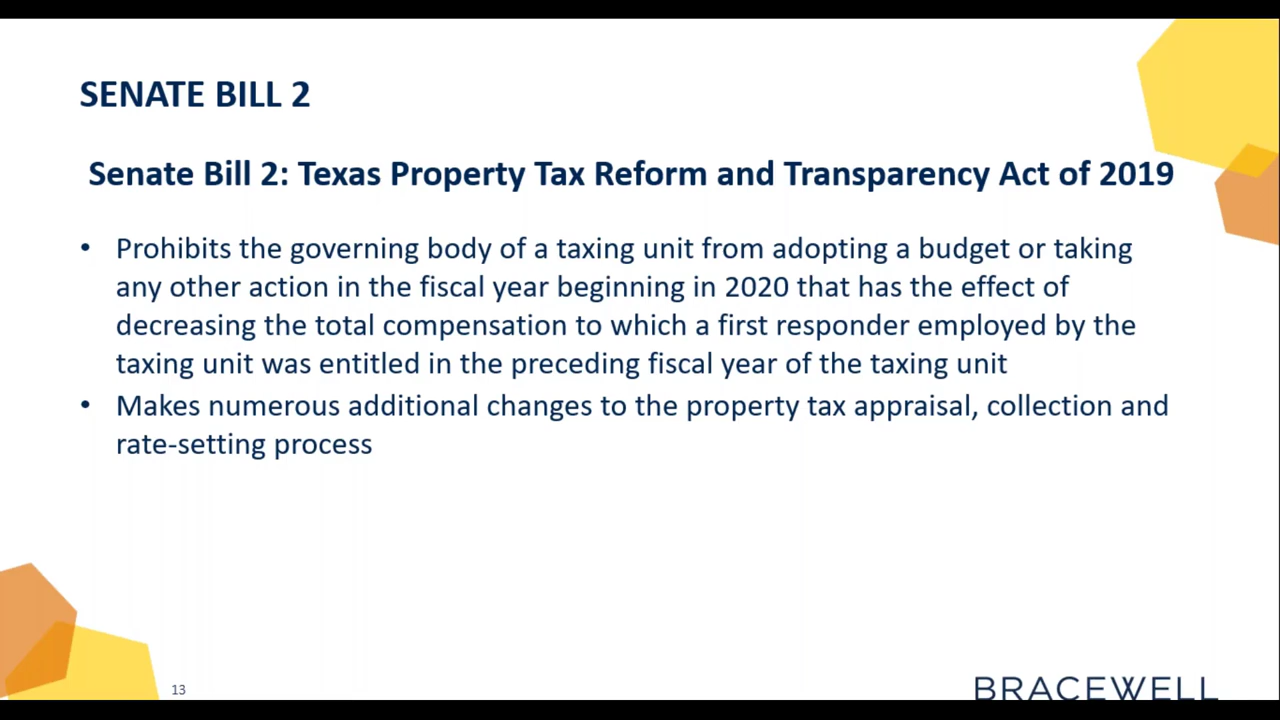 SENATE BILL 2
Senate Bill 2: Texas Property Tax Reform and Transparency Act of 2019
• Prohibits the governing body of a taxing unit from adopting a budget or taking
any other action in the fiscal year beginning in 2020 that has the effect of
decreasing the total compensation to which a first responder employed by the
taxing unit was entitled in the preceding fiscal year of the taxing unit
• Makes numerous additional changes to the property tax appraisal, collection and
rate-setting process
13
BRACEWELL